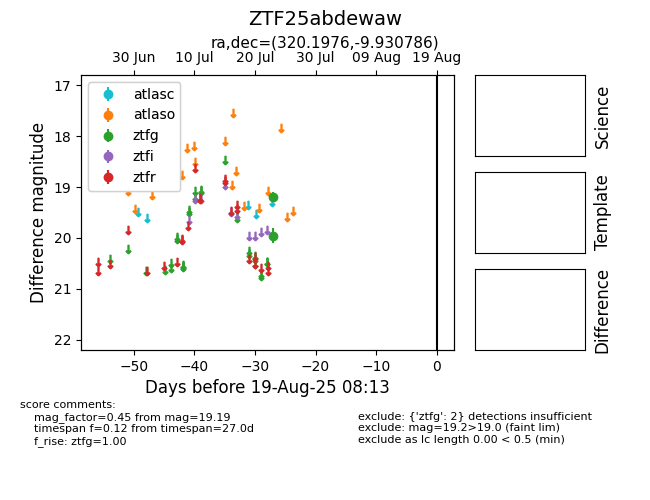 ZTF25abdewaw
ra,dec=(320.1976,-9.930786)
30 Jun 10 Jul 20 Jul 30 Jul 09 Aug 19 Aug
17
18
19
20
21
22
Difference magnitude
atlasc
atlaso
ztfg
ztfi
ztfr
−50 −40 −30 −20 −10 0
Days before 19-Aug-25 08:13
Science
Template
Difference
score comments:
mag_factor=0.45 from mag=19.19
timespan f=0.12 from timespan=27.0d
f_rise: ztfg=1.00
exclude: {'ztfg': 2} detections insufficient
exclude: mag=19.2>19.0 (faint lim)
exclude as lc length 0.00 < 0.5 (min)